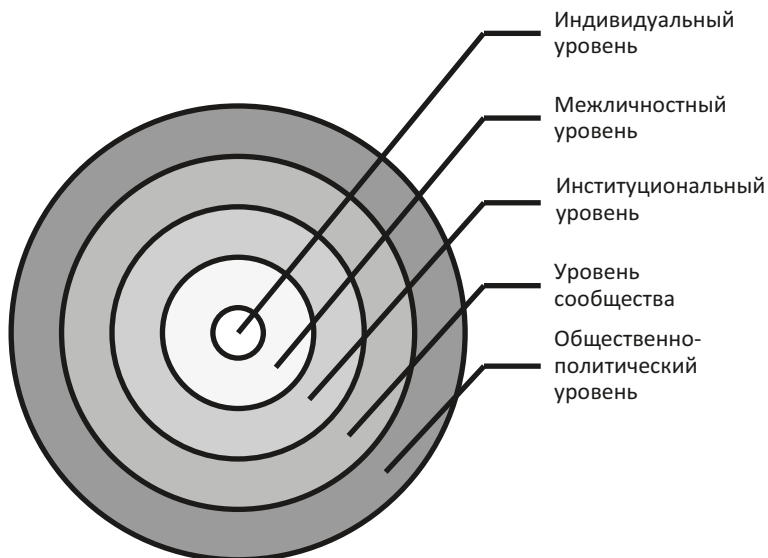 Индивидуальный
уровень
Межличностный
уровень
Институциональный
уровень
Уровень
сообщества
Общественно-
политический
уровень